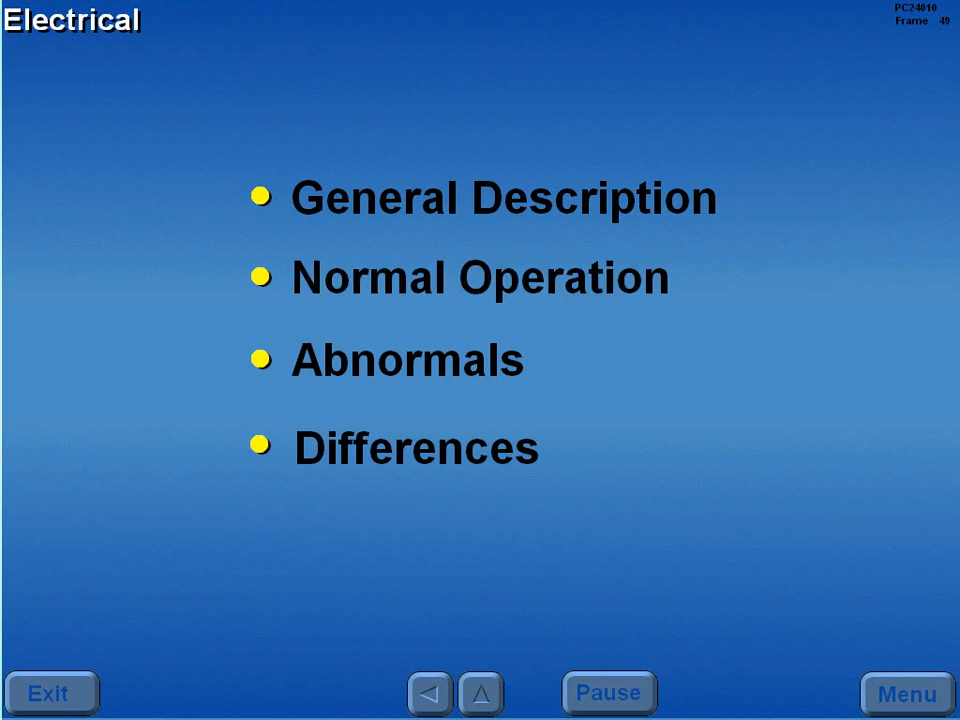 Electrical
PC24010
Frame 49
General Description
Normal Operation
Abnormals
Differences
Exit
Pause
Menu